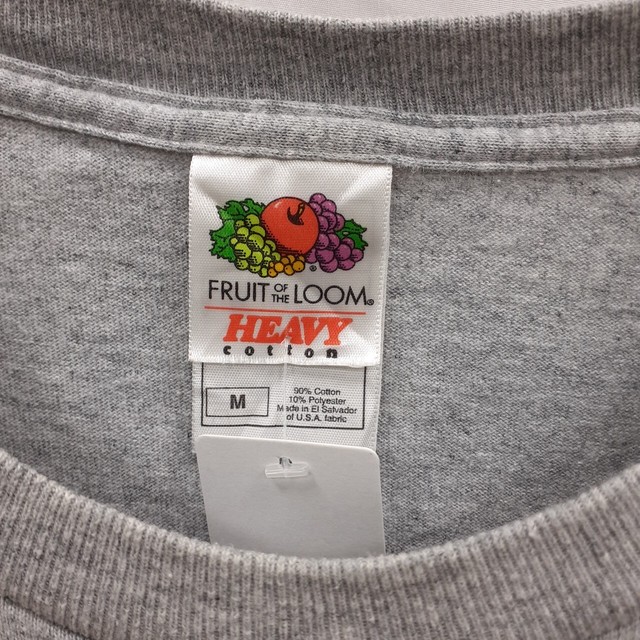 FRUIT OF THE LOOM®
HEAVY
cotton
M
90% Cotton
10% Polyester
Made in El Salvador
of U.S.A. fabric